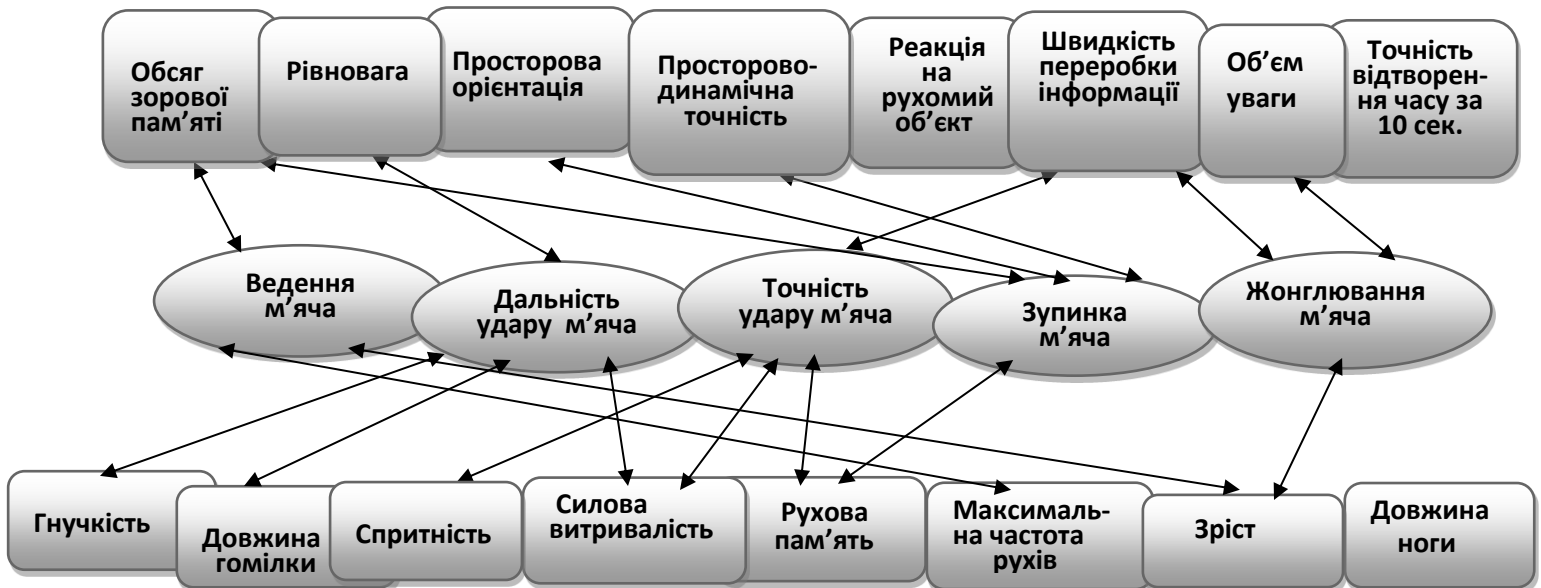 Обсяг
зорової
пам’яті
Рівновага
Просторова
орієнтація
Просторово-
динамічна
точність
Реакція
на
рухомий
об’єкт
Швидкість
переробки
інформації
Об’єм
уваги
Точність
відтворен-
ня часу за
10 сек.
Ведення
м’яча
Дальність
удару м’яча
Точність
удару м’яча
Зупинка
м’яча
Жонглювання
м’яча
Гнучкість
Довжина
гомілки
Спритність
Силова
витривалість
Рухова
пам’ять
Максималь-
на частота
рухів
Зріст
Довжина
ноги